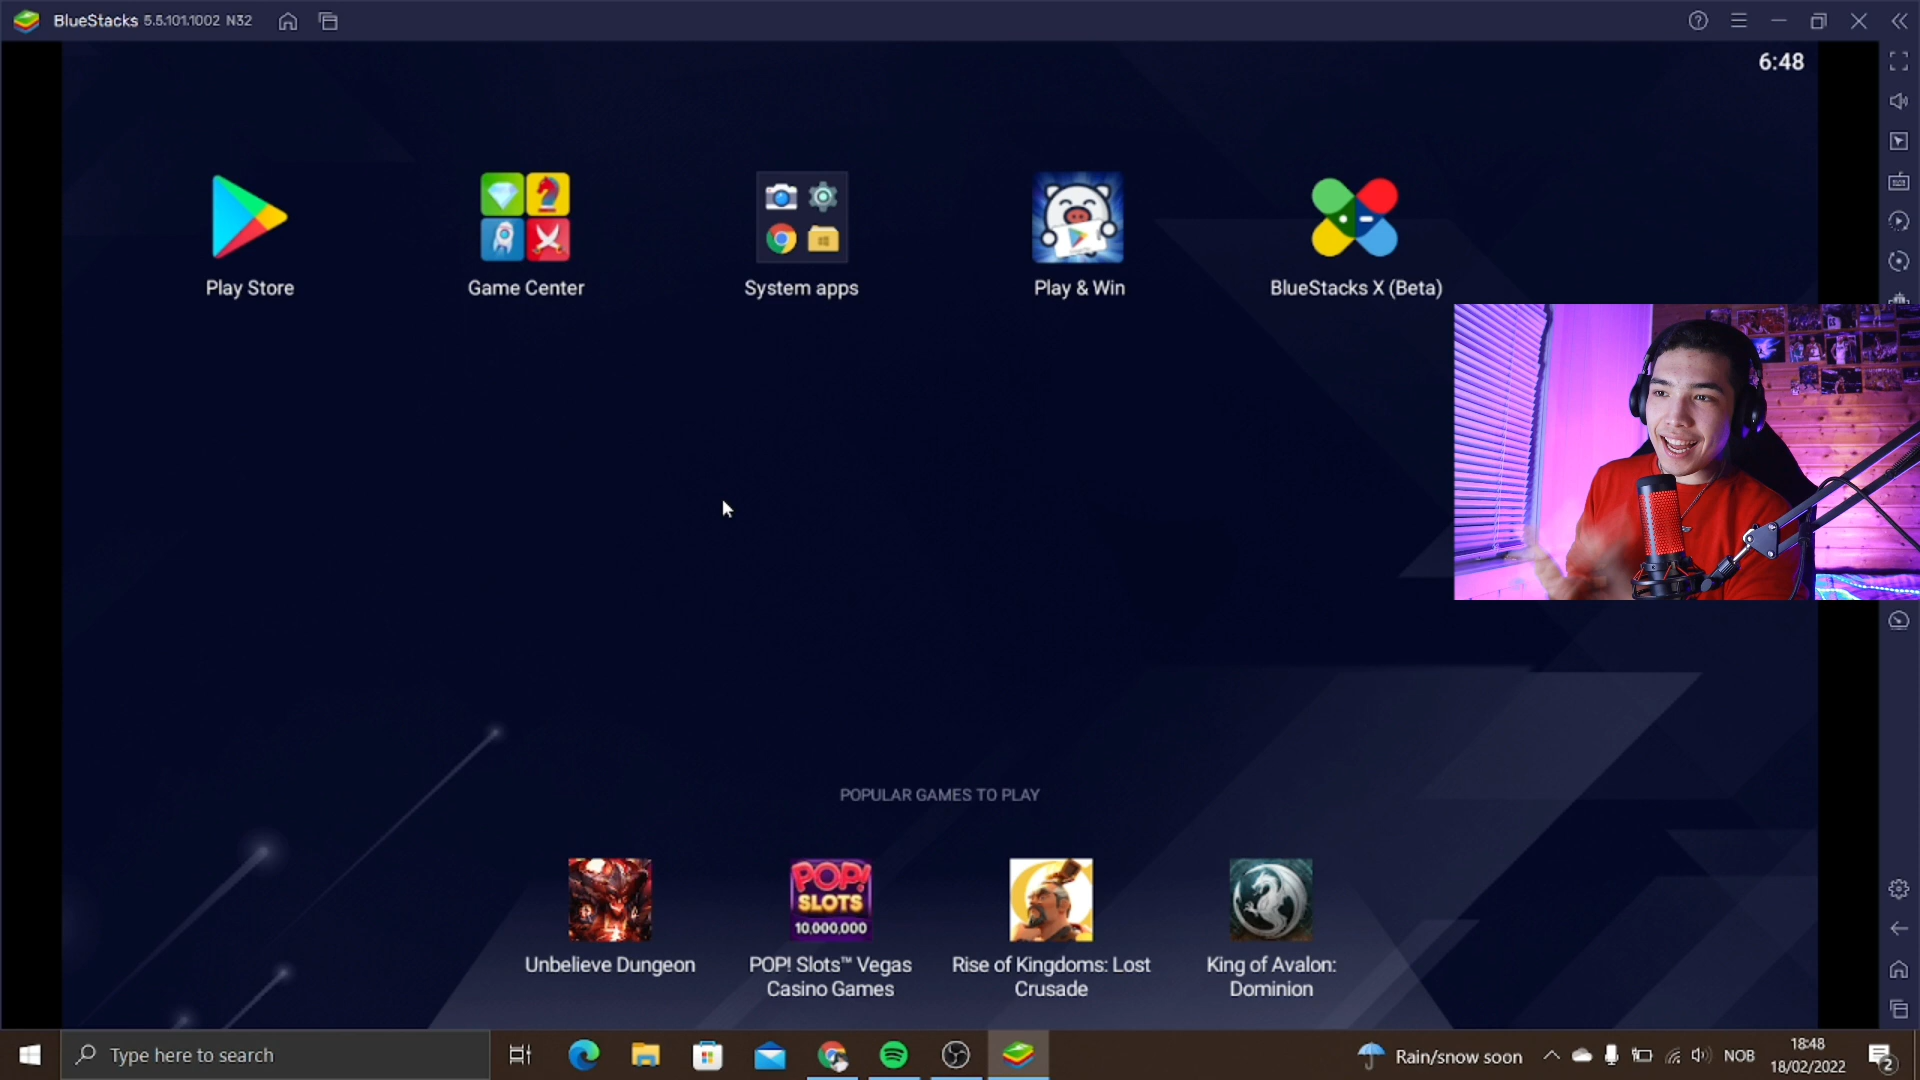 BlueStacks 5.5.101.1002 N32
6:48
Play Store
Game Center
System apps
Play & Win
BlueStacks X (Beta)
POPULAR GAMES TO PLAY
POP!
SLOTS
10,000,000
Unbelieve Dungeon
POP! Slots™ Vegas
Casino Games
Rise of Kingdoms: Lost
Crusade
King of Avalon:
Dominion
Type here to search
Rain/snow soon
NOB
18:48
18/02/2022
2